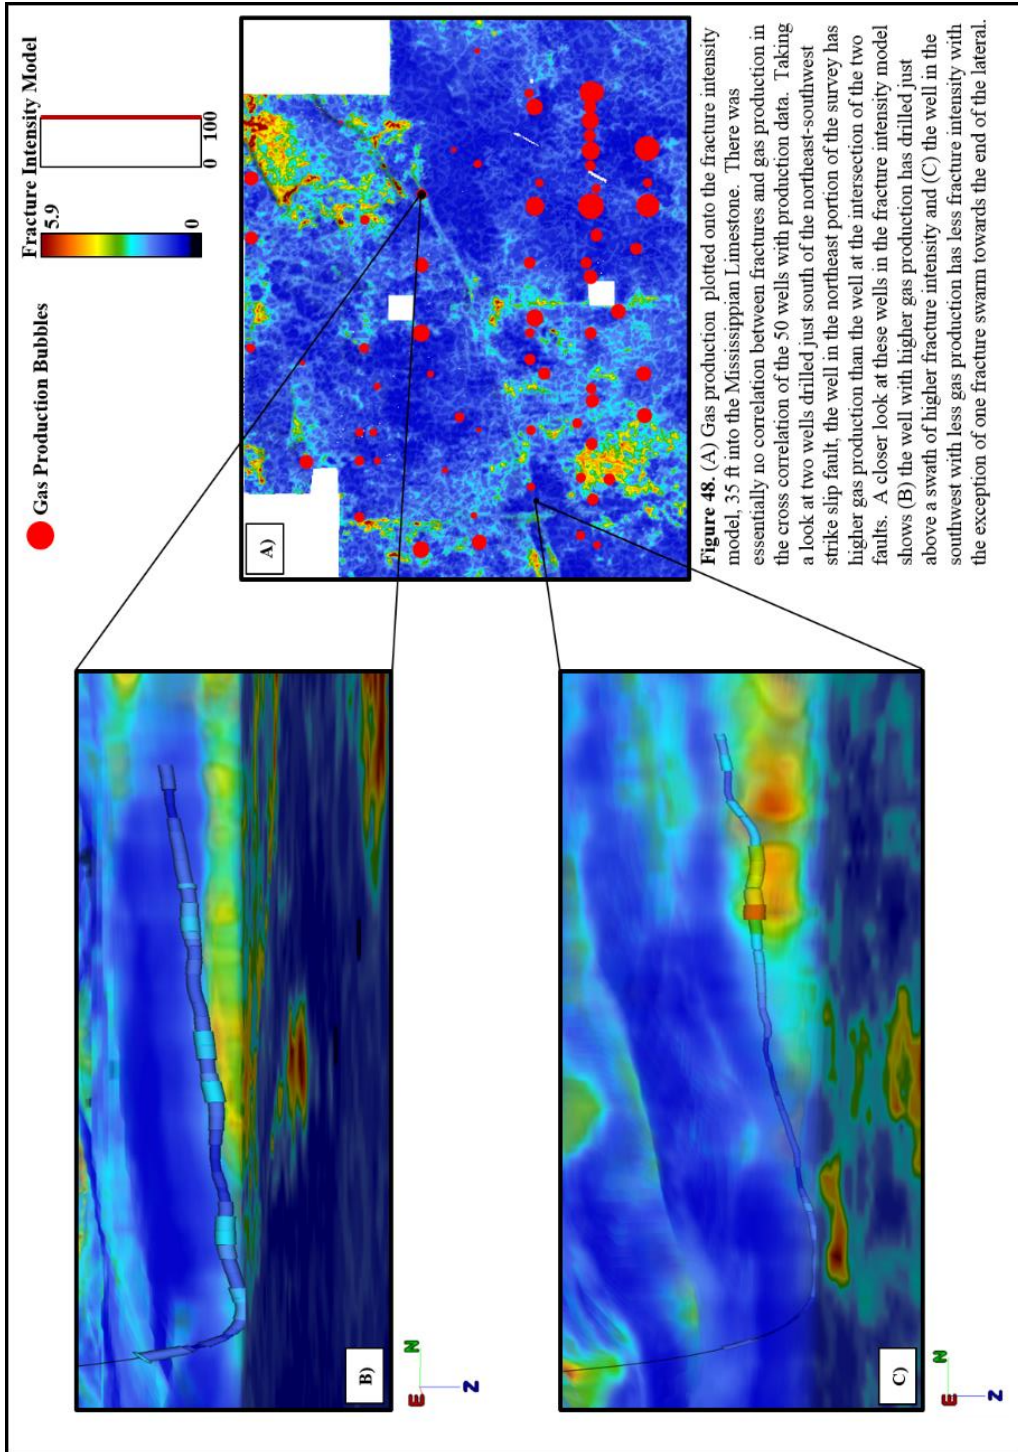 Gas Production Bubbles
Fracture Intensity Model
5.9
0
0 100
A)
B)
E
N
Z
C)
E
N
Z
Figure 48. (A) Gas production plotted onto the fracture intensity
model, 35 ft into the Mississippian Limestone. There was
essentially no correlation between fractures and gas production in
the cross correlation of the 50 wells with production data. Taking
a look at two wells drilled just south of the northeast-southwest
strike slip fault, the well in the northeast portion of the survey has
higher gas production than the well at the intersection of the two
faults. A closer look at these wells in the fracture intensity model
shows (B) the well with higher gas production has drilled just
above a swath of higher fracture intensity and (C) the well in the
southwest with less gas production has less fracture intensity with
the exception of one fracture swarm towards the end of the lateral.